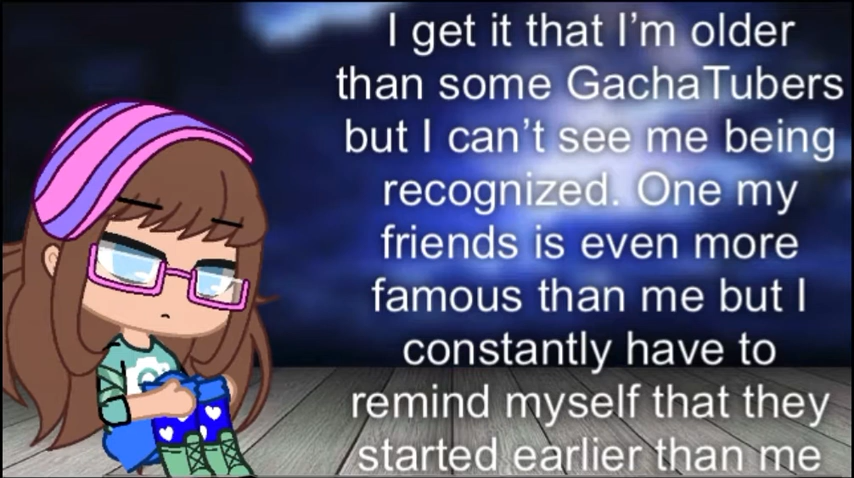 I get it that I’m older
than some GachaTubers
but I can’t see me being
recognized. One my
friends is even more
famous than me but I
constantly have to
remind myself that they
started earlier than me